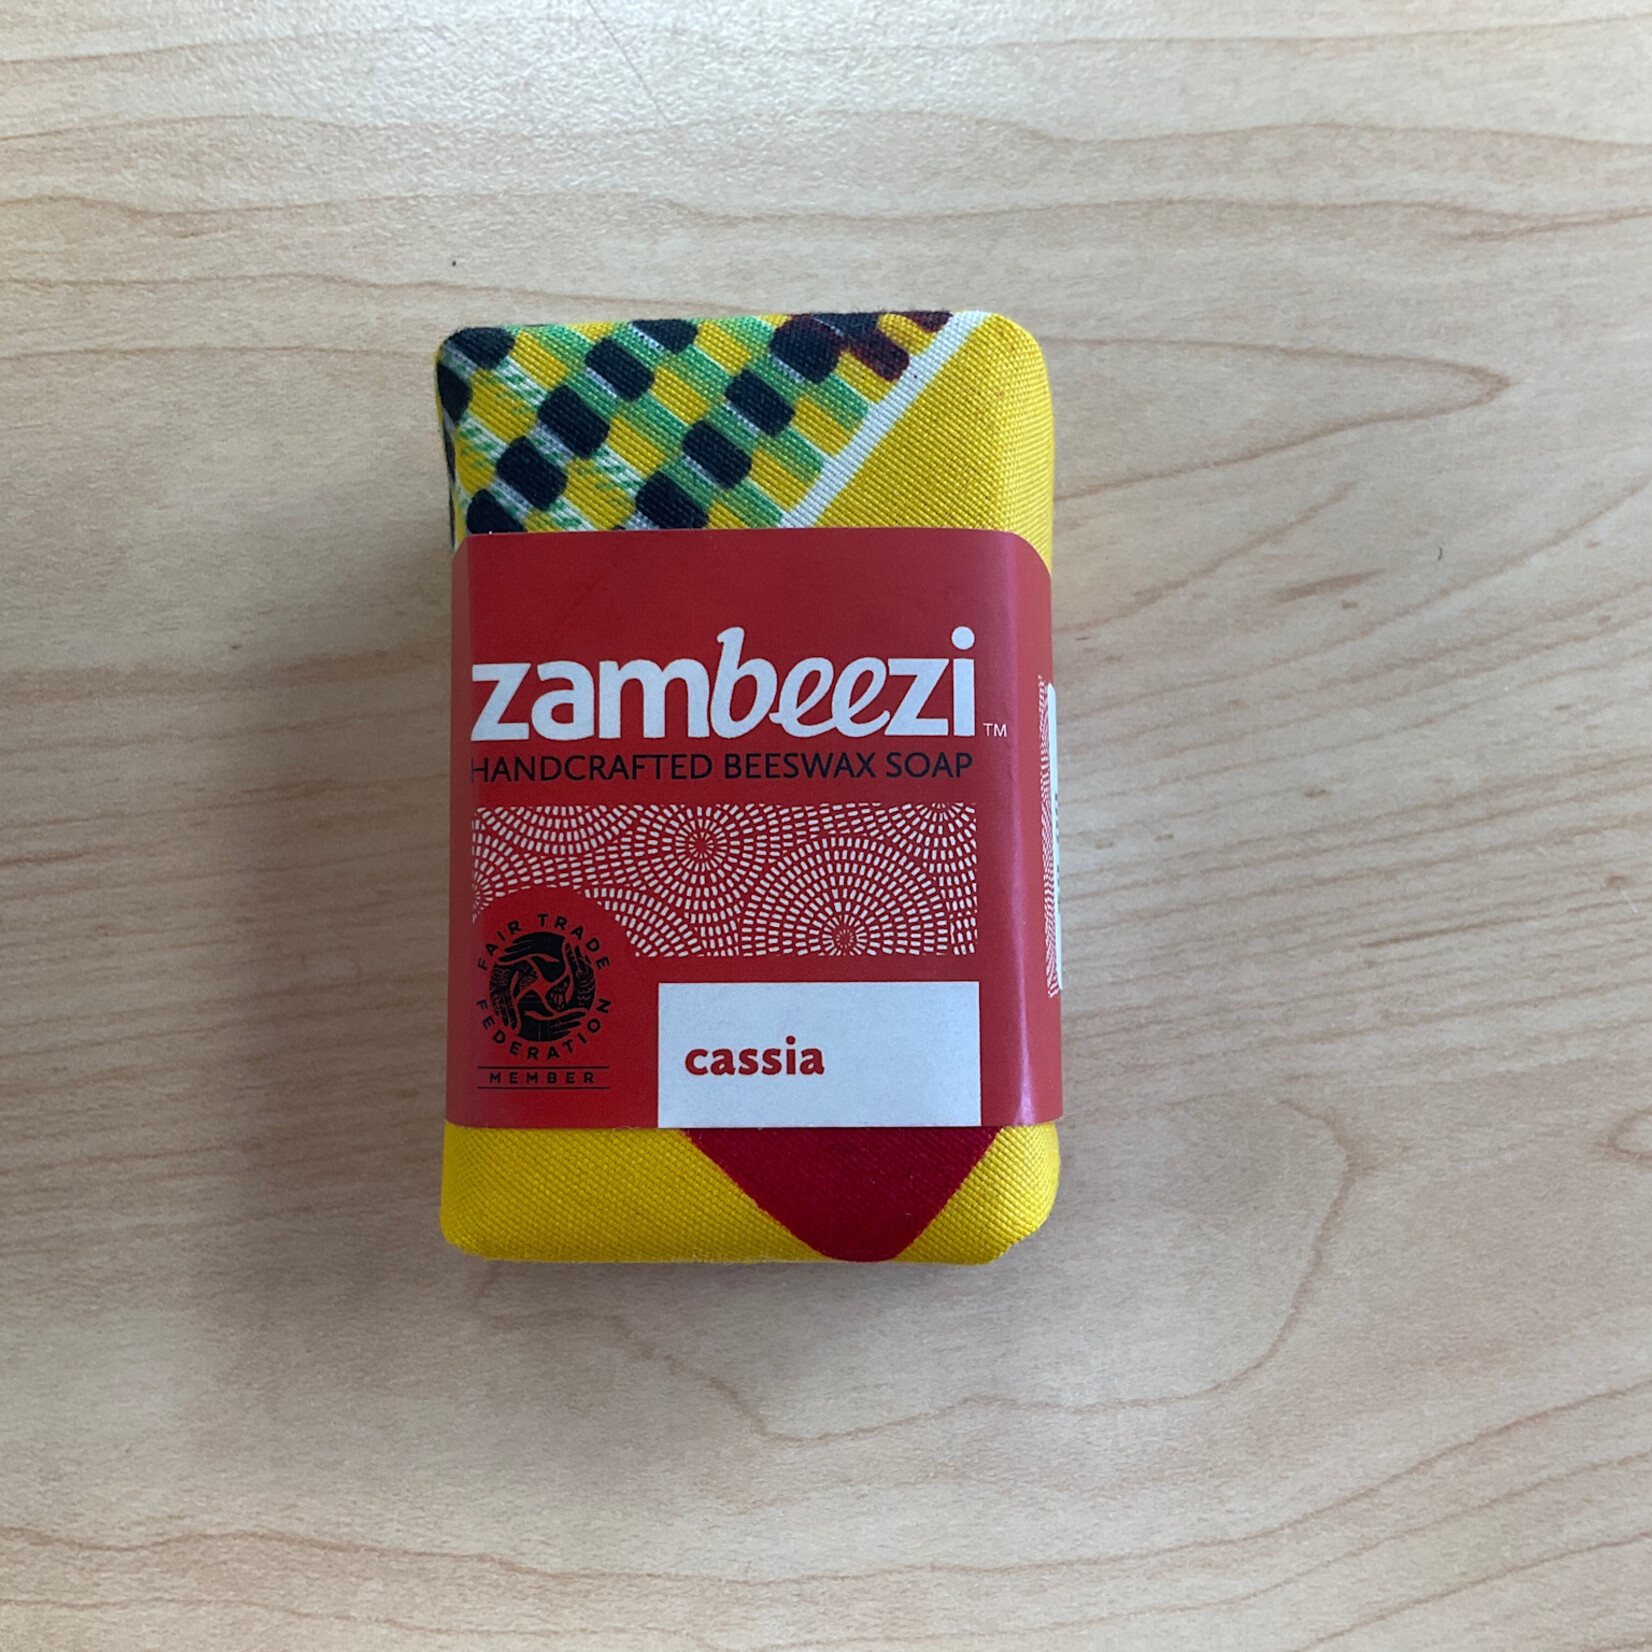 zambeezi™
HANDCRAFTED BEESWAX SOAP
FAIR TRADE
FEDERATION
MEMBER
cassia